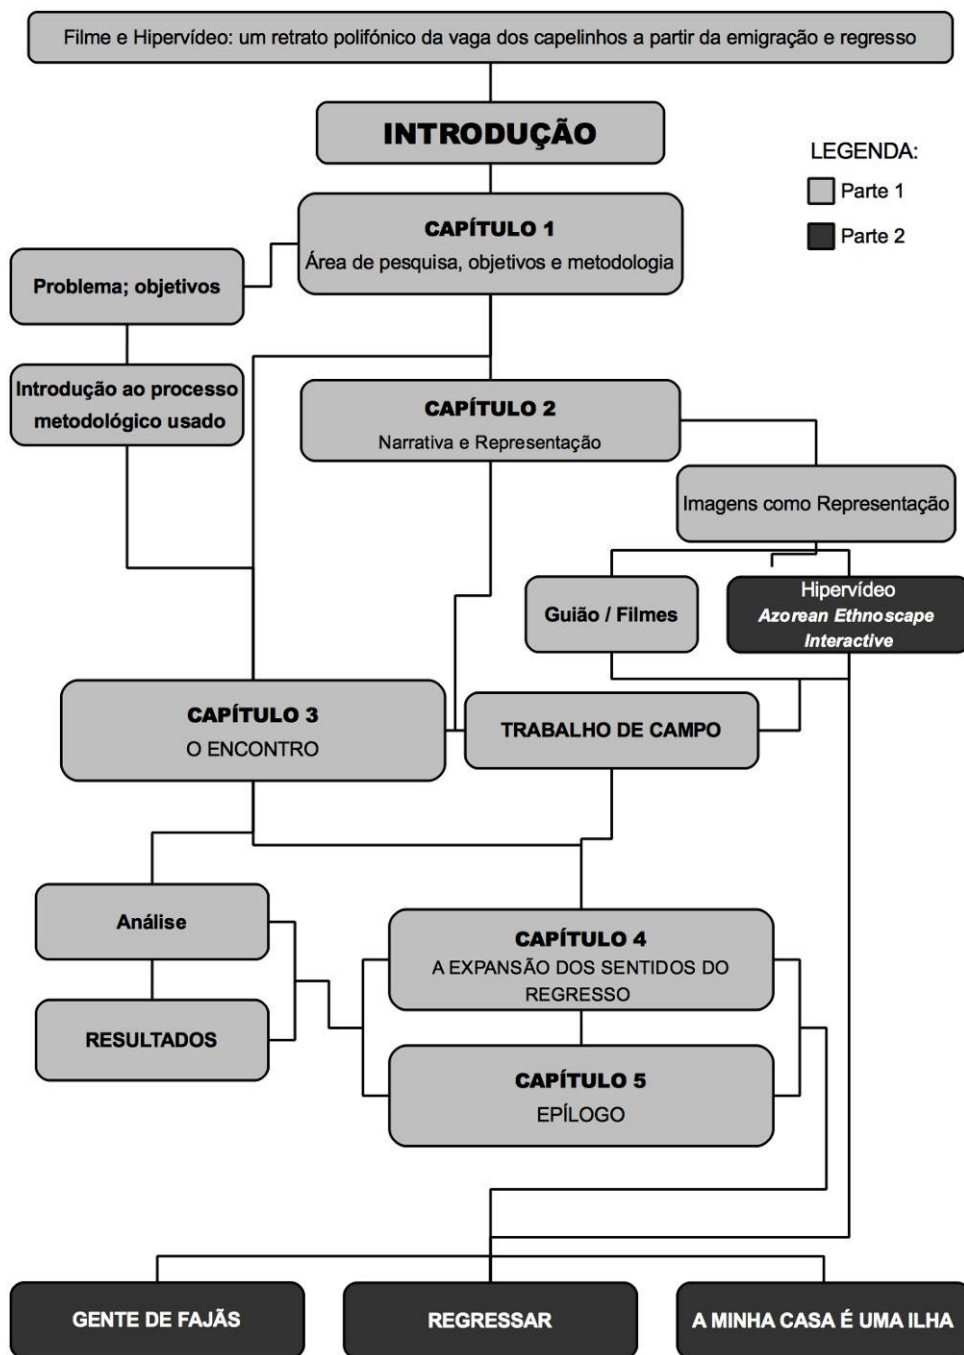 Filme e Hipervídeo: um retrato polifónico da vaga dos capelinhos a partir da emigração e regresso
INTRODUÇÃO
LEGENDA:
Parte 1
Parte 2
CAPÍTULO 1
Área de pesquisa, objetivos e metodologia
Problema; objetivos
Introdução ao processo
metodológico usado
CAPÍTULO 2
Narrativa e Representação
Imagens como Representação
Guião / Filmes
Hipervídeo
Azorean Ethnoscape
Interactive
CAPÍTULO 3
O ENCONTRO
TRABALHO DE CAMPO
Análise
RESULTADOS
CAPÍTULO 4
A EXPANSÃO DOS SENTIDOS DO
REGRESSO
CAPÍTULO 5
EPÍLOGO
GENTE DE FAJÃS
REGRESSAR
A MINHA CASA É UMA ILHA